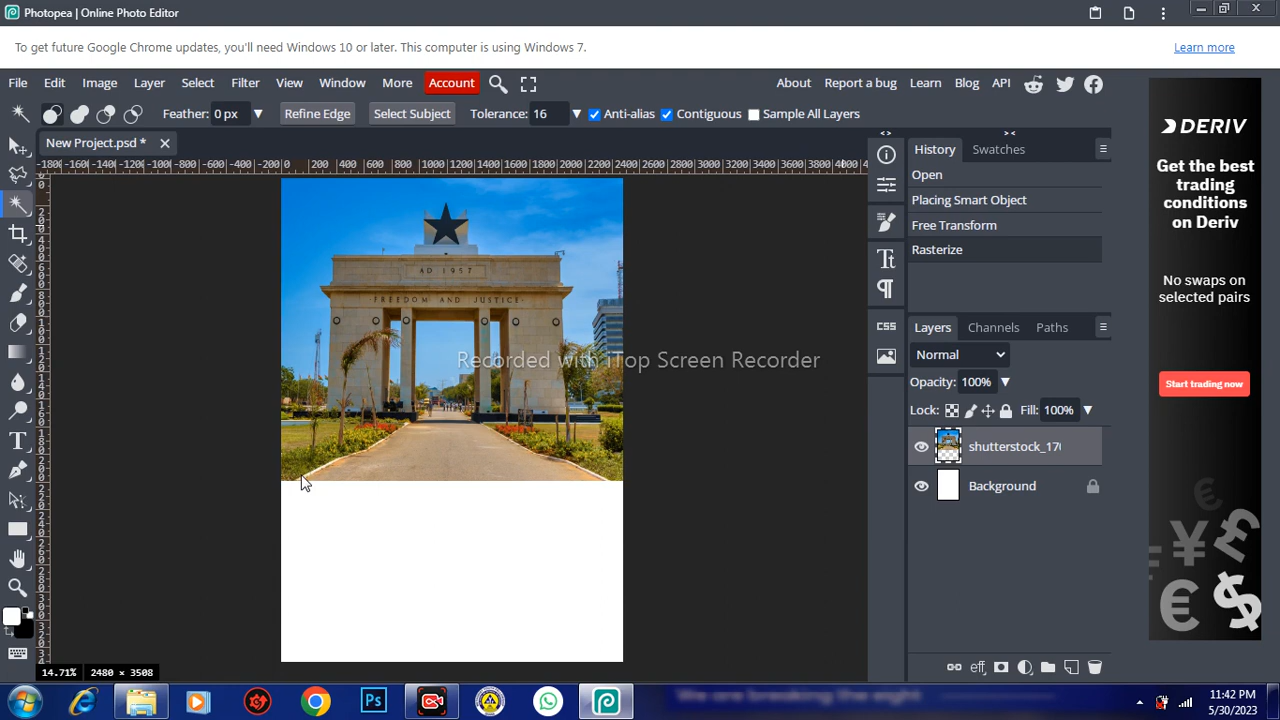 Photopea | Online Photo Editor
To get future Google Chrome updates, you'll need Windows 10 or later. This computer is using Windows 7.
Learn more
File Edit Image Layer Select Filter View Window More Account
About Report a bug Learn Blog API
Feather: 0 px Refine Edge Select Subject Tolerance: 16 Anti-alias Contiguous Sample All Layers
New Project.psd *
History Swatches
Open
Placing Smart Object
Free Transform
Rasterize
AD 1957
FREEDOM AND JUSTICE
Recorded with iTop Screen Recorder
CSS
Layers Channels Paths
Normal
Opacity: 100%
Lock: Fill: 100%
shutterstock_170
Background
eff
14.71% 2480 × 3508
DERIV
Get the best
trading
conditions
on Deriv
No swaps on
selected pairs
Start trading now
Ps
11:42 PM
5/30/2023